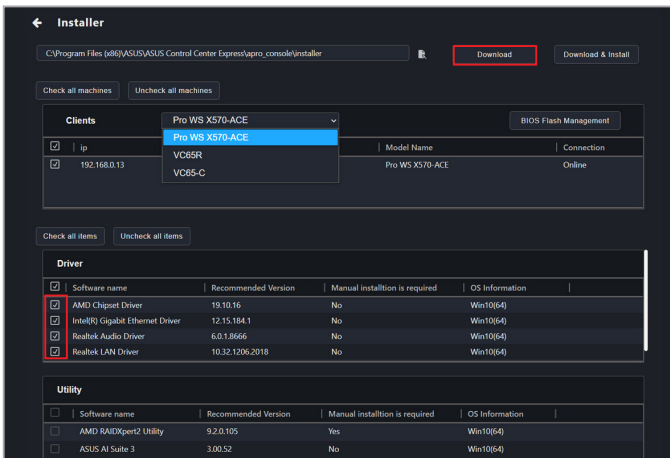 Installer
C:\Program Files (x86)\ASUS\ASUS Control Center Express\apro_console\installer
Download
Download & Install
Check all machines
Uncheck all machines
Clients
Pro WS X570-ACE
BIOS Flash Management
Pro WS X570-ACE
VC65R
VC65-C
ip
Model Name
Connection
192.168.0.13
Pro WS X570-ACE
Online
Check all items
Uncheck all items
Driver
Software name
Recommended Version
Manual installtion is required
OS Information
AMD Chipset Driver
19.10.16
No
Win10(64)
Intel(R) Gigabit Ethernet Driver
12.15.184.1
No
Win10(64)
Realtek Audio Driver
6.0.1.8666
No
Win10(64)
Realtek LAN Driver
10.32.1206.2018
No
Win10(64)
Utility
Software name
Recommended Version
Manual installtion is required
OS Information
AMD RAIDXpert2 Utility
9.2.0.105
Yes
Win10(64)
ASUS AI Suite 3
3.00.52
No
Win10(64)